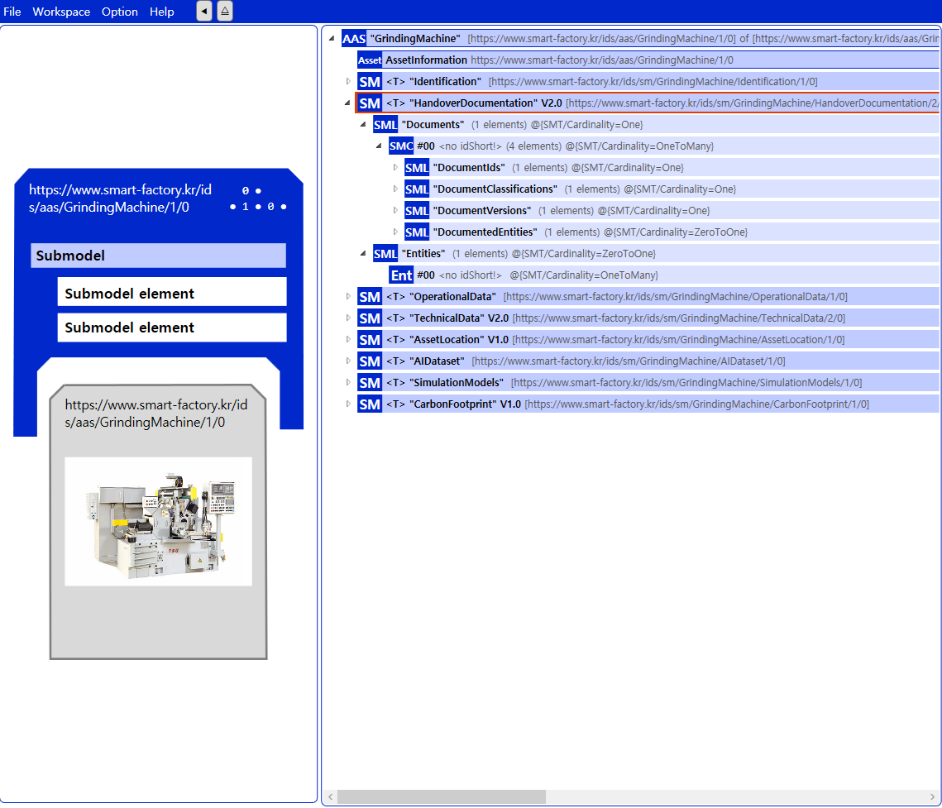 File Workspace Option Help
https://www.smart-factory.kr/id
s/aas/GrindingMachine/1/0
0
1 0
Submodel
Submodel element
Submodel element
https://www.smart-factory.kr/id
s/aas/GrindingMachine/1/0
AAS "GrindingMachine" [https://www.smart-factory.kr/ids/aas/GrindingMachine/1/0] of [https://www.smart-factory.kr/ids/aas/Grin
Asset AssetInformation https://www.smart-factory.kr/ids/aas/GrindingMachine/1/0
SM <T> "Identification" [https://www.smart-factory.kr/ids/sm/GrindingMachine/Identification/1/0]
SM <T> "HandoverDocumentation" V2.0 [https://www.smart-factory.kr/ids/sm/GrindingMachine/HandoverDocumentation/2/
SML "Documents" (1 elements) @{SMT/Cardinality=One}
SMC #00 <no idShort!> (4 elements) @{SMT/Cardinality=OneToMany}
SML "DocumentIds" (1 elements) @{SMT/Cardinality=One}
SML "DocumentClassifications" (1 elements) @{SMT/Cardinality=One}
SML "DocumentVersions" (1 elements) @{SMT/Cardinality=One}
SML "DocumentedEntities" (1 elements) @{SMT/Cardinality=ZeroToOne}
SML "Entities" (1 elements) @{SMT/Cardinality=ZeroToOne}
Ent #00 <no idShort!> @{SMT/Cardinality=OneToMany}
SM <T> "OperationalData" [https://www.smart-factory.kr/ids/sm/GrindingMachine/OperationalData/1/0]
SM <T> "TechnicalData" V2.0 [https://www.smart-factory.kr/ids/sm/GrindingMachine/TechnicalData/2/0]
SM <T> "AssetLocation" V1.0 [https://www.smart-factory.kr/ids/sm/GrindingMachine/AssetLocation/1/0]
SM <T> "AIDataset" [https://www.smart-factory.kr/ids/sm/GrindingMachine/AIDataset/1/0]
SM <T> "SimulationModels" [https://www.smart-factory.kr/ids/sm/GrindingMachine/SimulationModels/1/0]
SM <T> "CarbonFootprint" V1.0 [https://www.smart-factory.kr/ids/sm/GrindingMachine/CarbonFootprint/1/0]